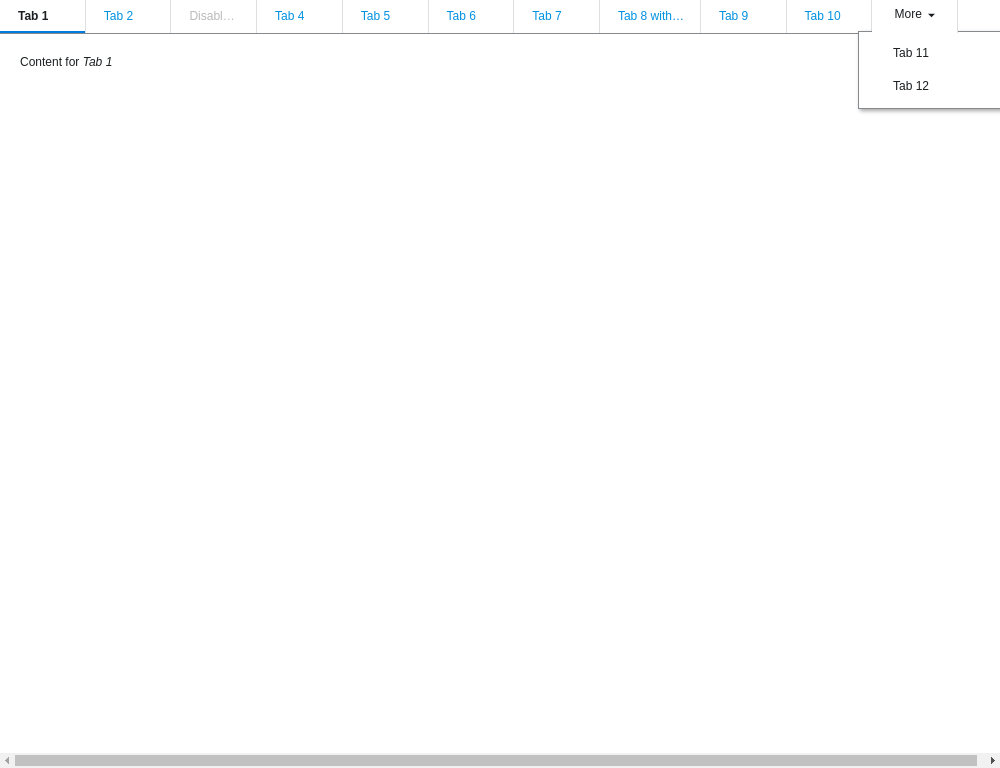 Tab 1 Tab 2 Disabl… Tab 4 Tab 5 Tab 6 Tab 7 Tab 8 with… Tab 9 Tab 10 More
Tab 11
Content for Tab 1
Tab 12